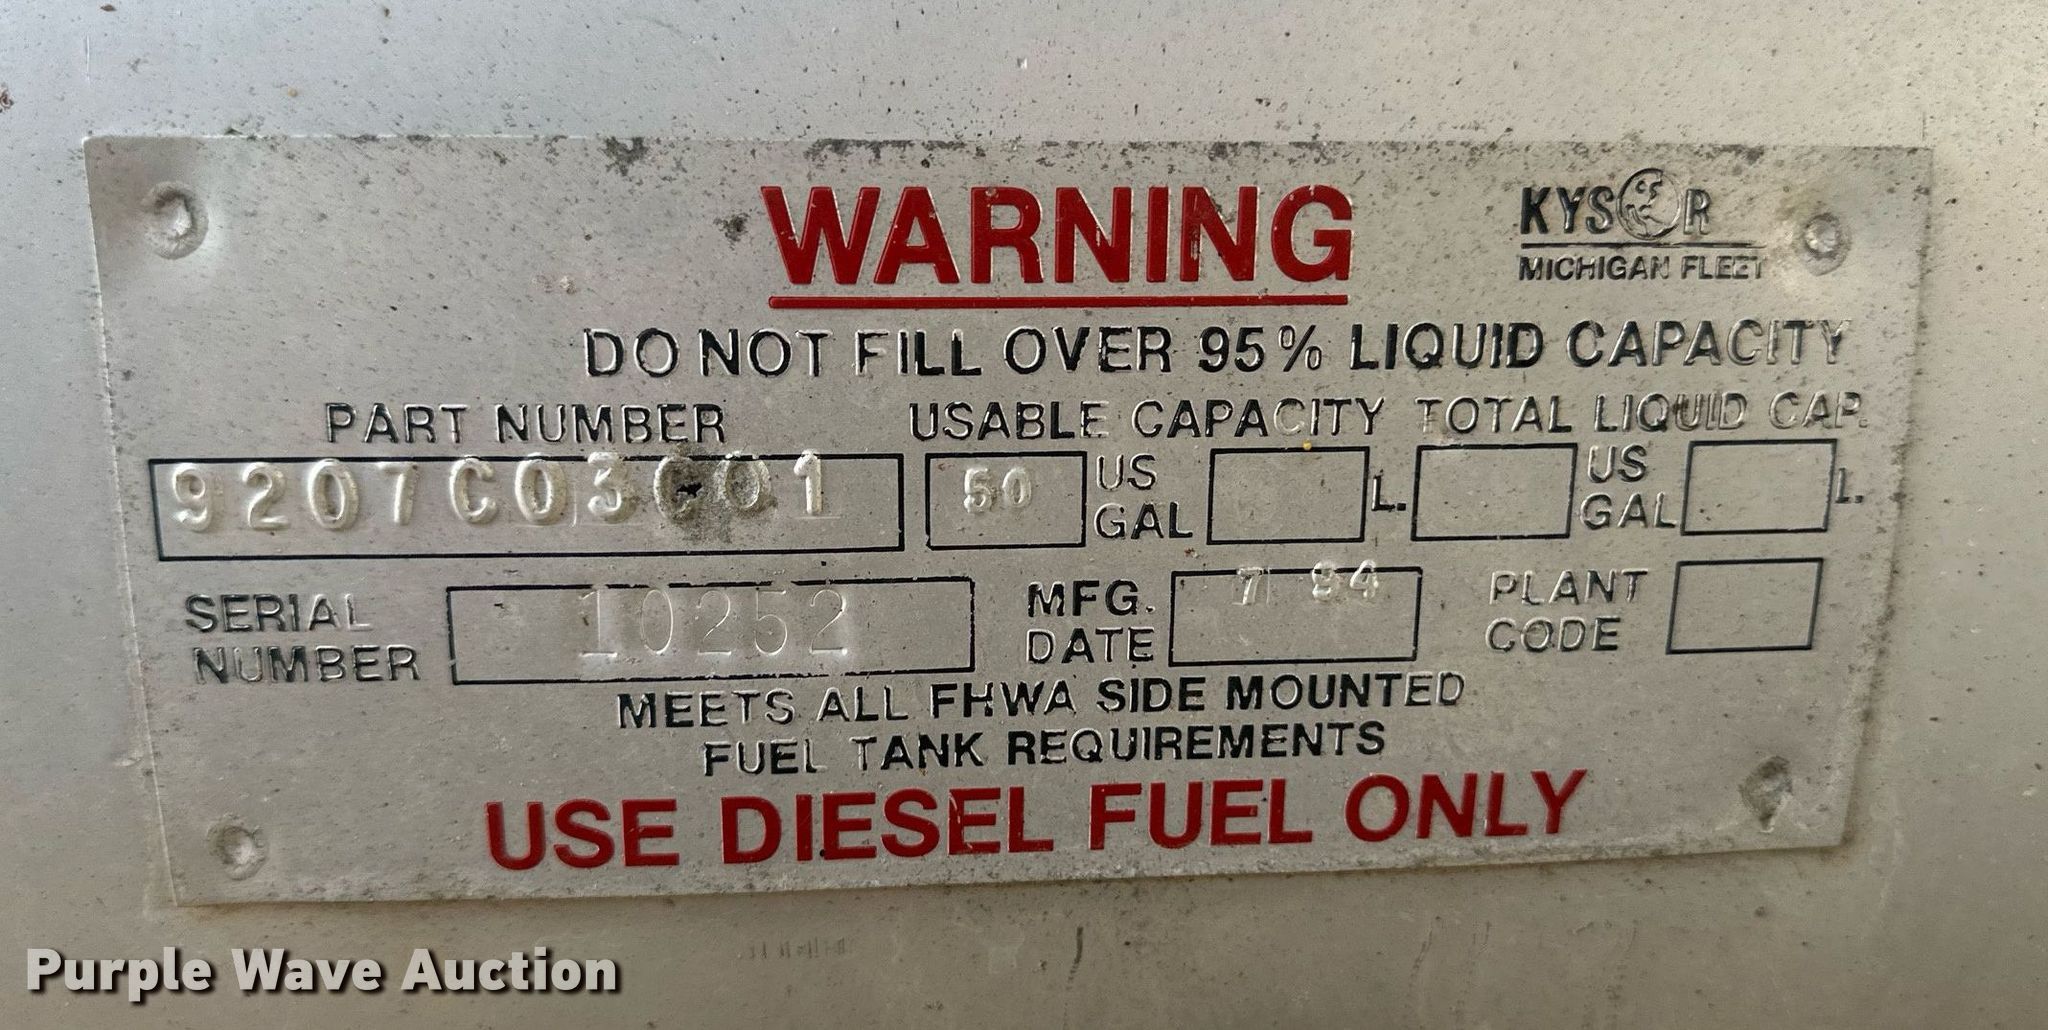 WARNING
KYSOR
MICHIGAN FLEET
DO NOT FILL OVER 95% LIQUID CAPACITY
PART NUMBER USABLE CAPACITY TOTAL LIQUID CAP.
9207C03C01 50 US GAL L. US GAL L.
SERIAL NUMBER 10252 MFG. DATE 7 PLANT CODE
MEETS ALL FHWA SIDE MOUNTED
FUEL TANK REQUIREMENTS
USE DIESEL FUEL ONLY
Purple Wave Auction